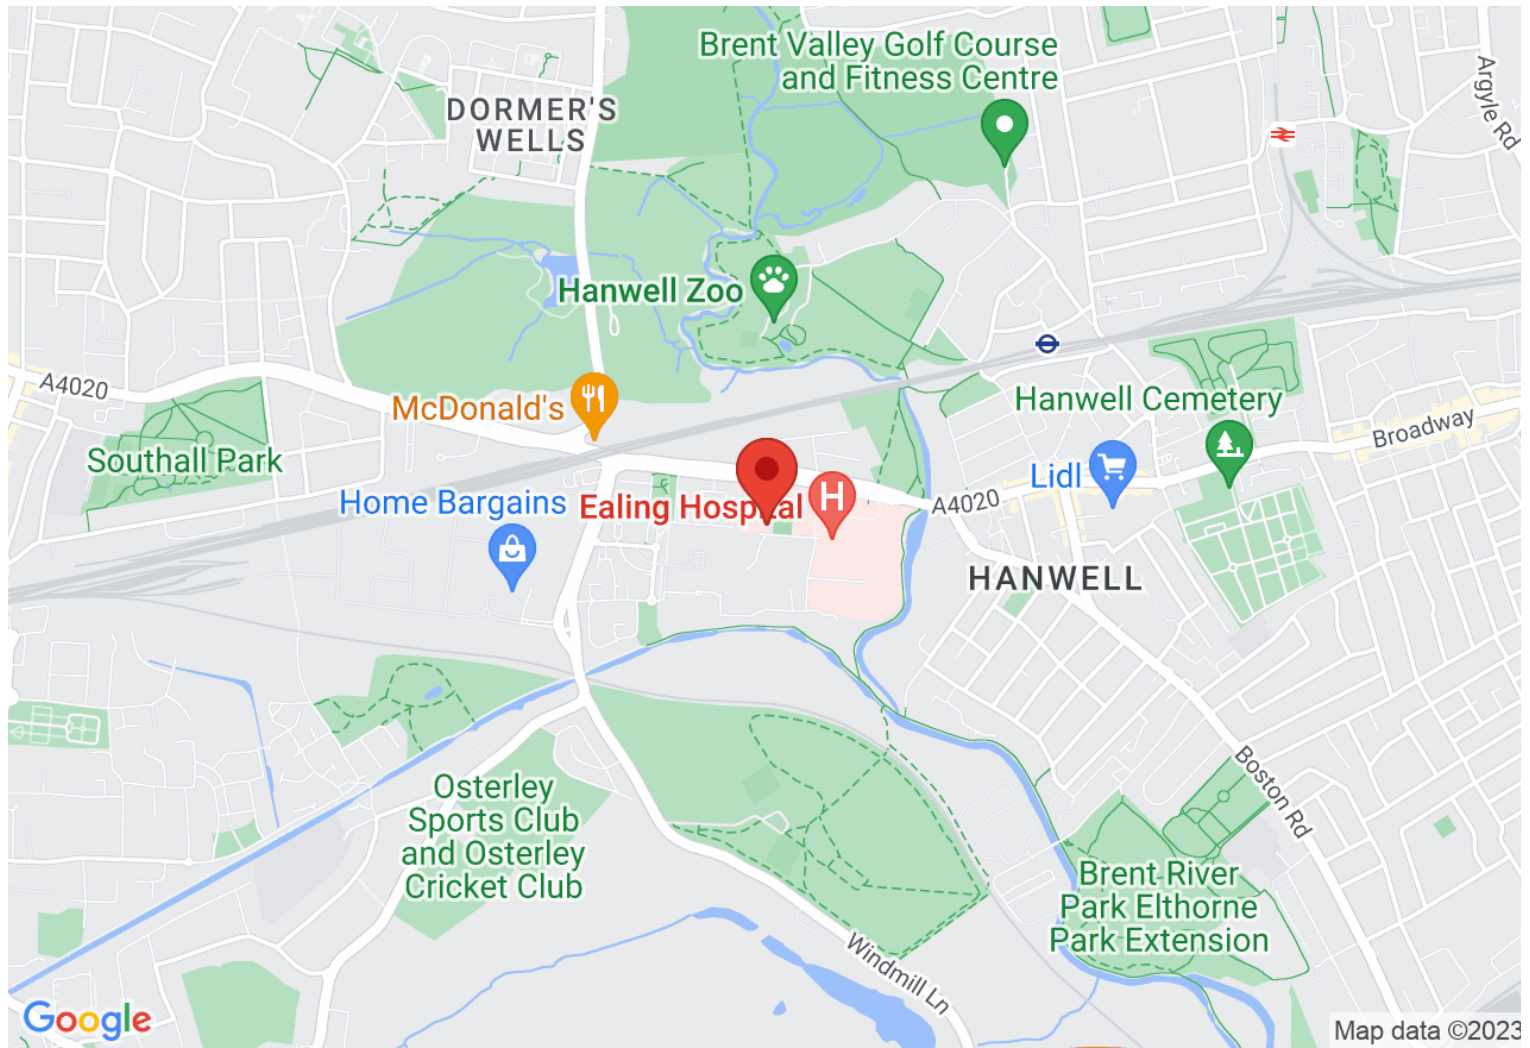 Brent Valley Golf Course
and Fitness Centre
Argyle Rd
DORMER'S
WELLS
Hanwell Zoo
A4020
McDonald's
Hanwell Cemetery
Broadway
Southall Park
Lidl
Home Bargains
Ealing Hospital
H
A4020
HANWELL
Osterley
Sports Club
and Osterley
Cricket Club
Boston Rd
Brent River
Park Elthorne
Park Extension
Windmill Ln
Google
Map data ©2023